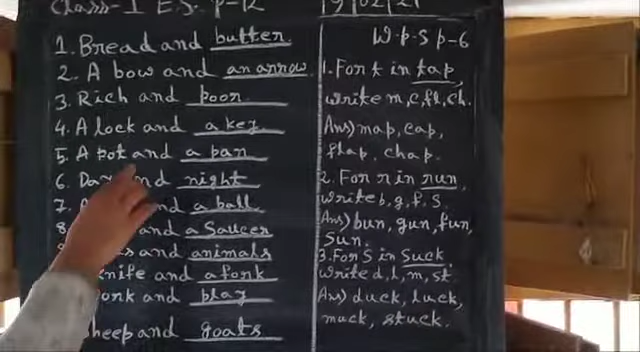 Class-I E.S. P-12
19/02/21
1. Bread and butter.
2. A bow and an arrow.
3. Rich and poor.
4. A lock and a key.
5. A pot and a pan
6. Day and night
7. and a ball
8. and a Saucer
and animals
Knife and a fork
and play
Sheep and goats
W.P.S P-6
1. For t in tap,
write m, c, fl, ch.
Ans) map, cap,
flap, chap.
2. For r in run,
write b, g, f, s.
Ans) bun, gun, fun,
sun.
3. For S in Suck
write d, l, m, st.
Ans) duck, luck,
muck, stuck.